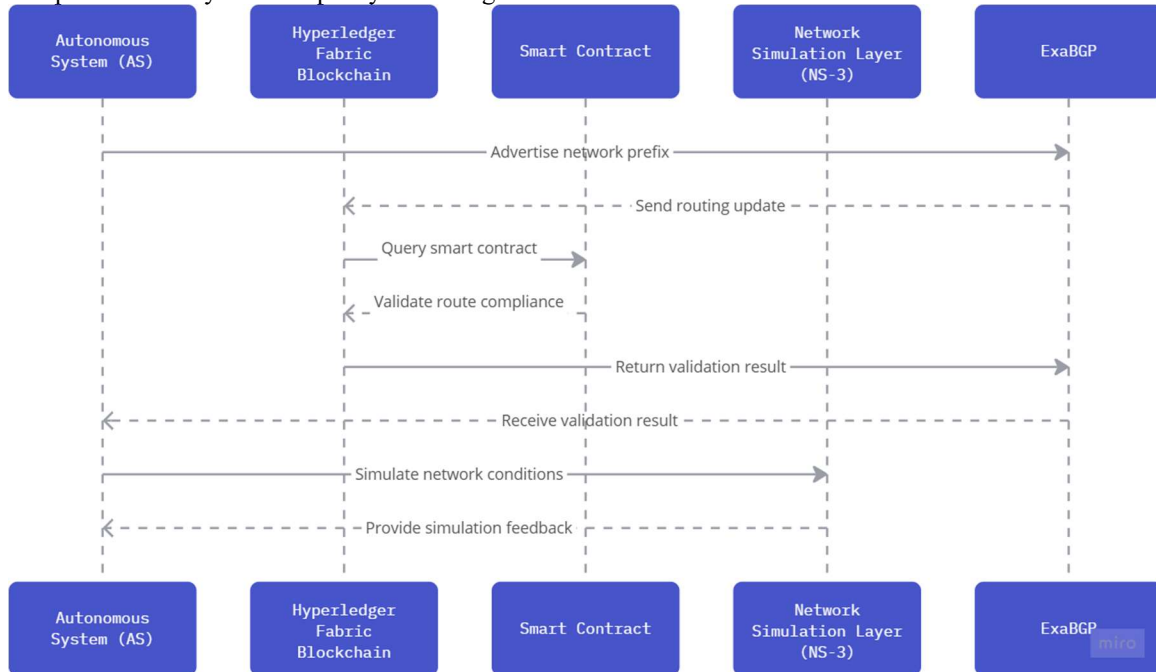 Autonomous
System (AS)
Hyperledger
Fabric
Blockchain
Smart Contract
Network
Simulation Layer
(NS-3)
ExaBGP
Advertise network prefix
Send routing update
Query smart contract
Validate route compliance
Return validation result
Receive validation result
Simulate network conditions
Provide simulation feedback
Autonomous
System (AS)
Hyperledger
Fabric
Blockchain
Smart Contract
Network
Simulation Layer
(NS-3)
ExaBGP
miro